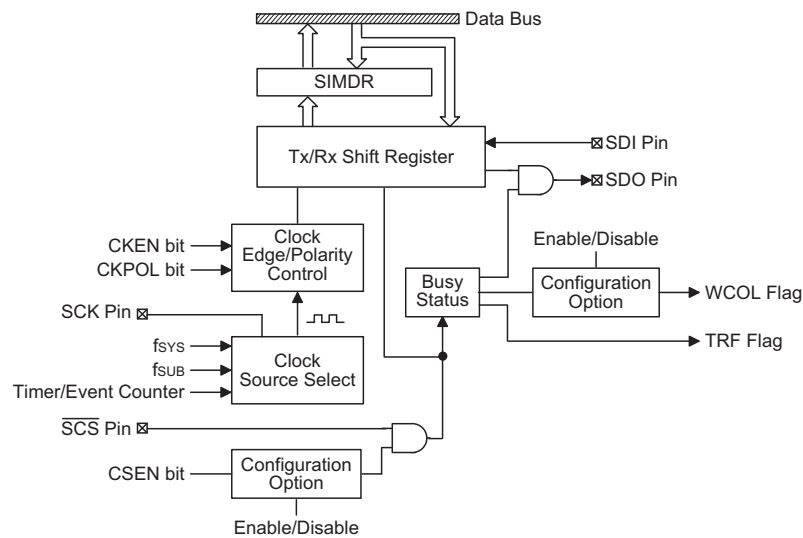 Data Bus
SIMDR
Tx/Rx Shift Register
SDI Pin
SDO Pin
CKEN bit
CKPOL bit
Clock
Edge/Polarity
Control
Enable/Disable
Busy
Status
Configuration
Option
WCOL Flag
TRF Flag
SCK Pin
fSYS
fSUB
Timer/Event Counter
Clock
Source Select
SCS Pin
CSEN bit
Configuration
Option
Enable/Disable